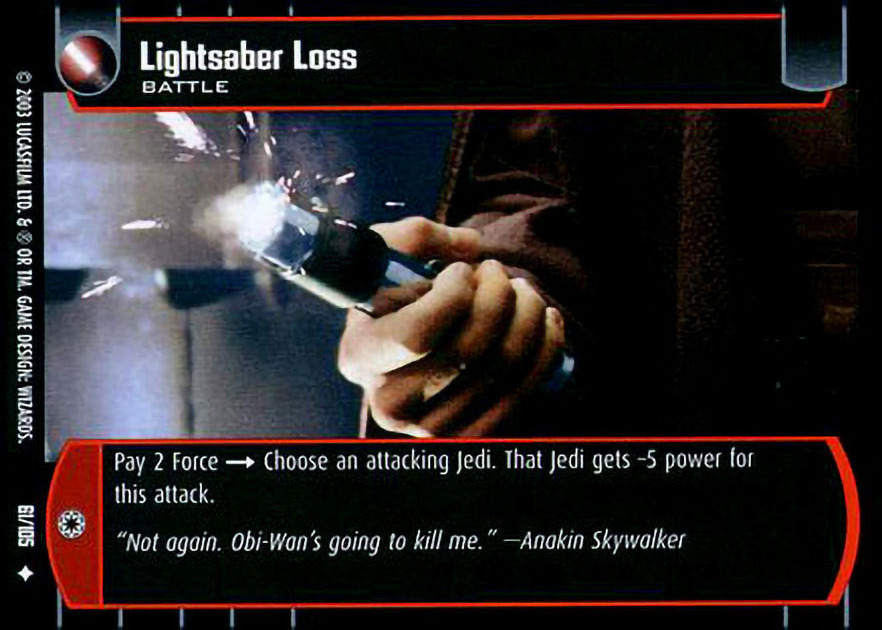 Lightsaber Loss
BATTLE
Pay 2 Force → Choose an attacking Jedi. That Jedi gets –5 power for
this attack.
“Not again. Obi-Wan’s going to kill me.” —Anakin Skywalker
© 2003 LUCASFILM LTD. & ® OR TM. GAME DESIGN: WIZARDS.
61/105